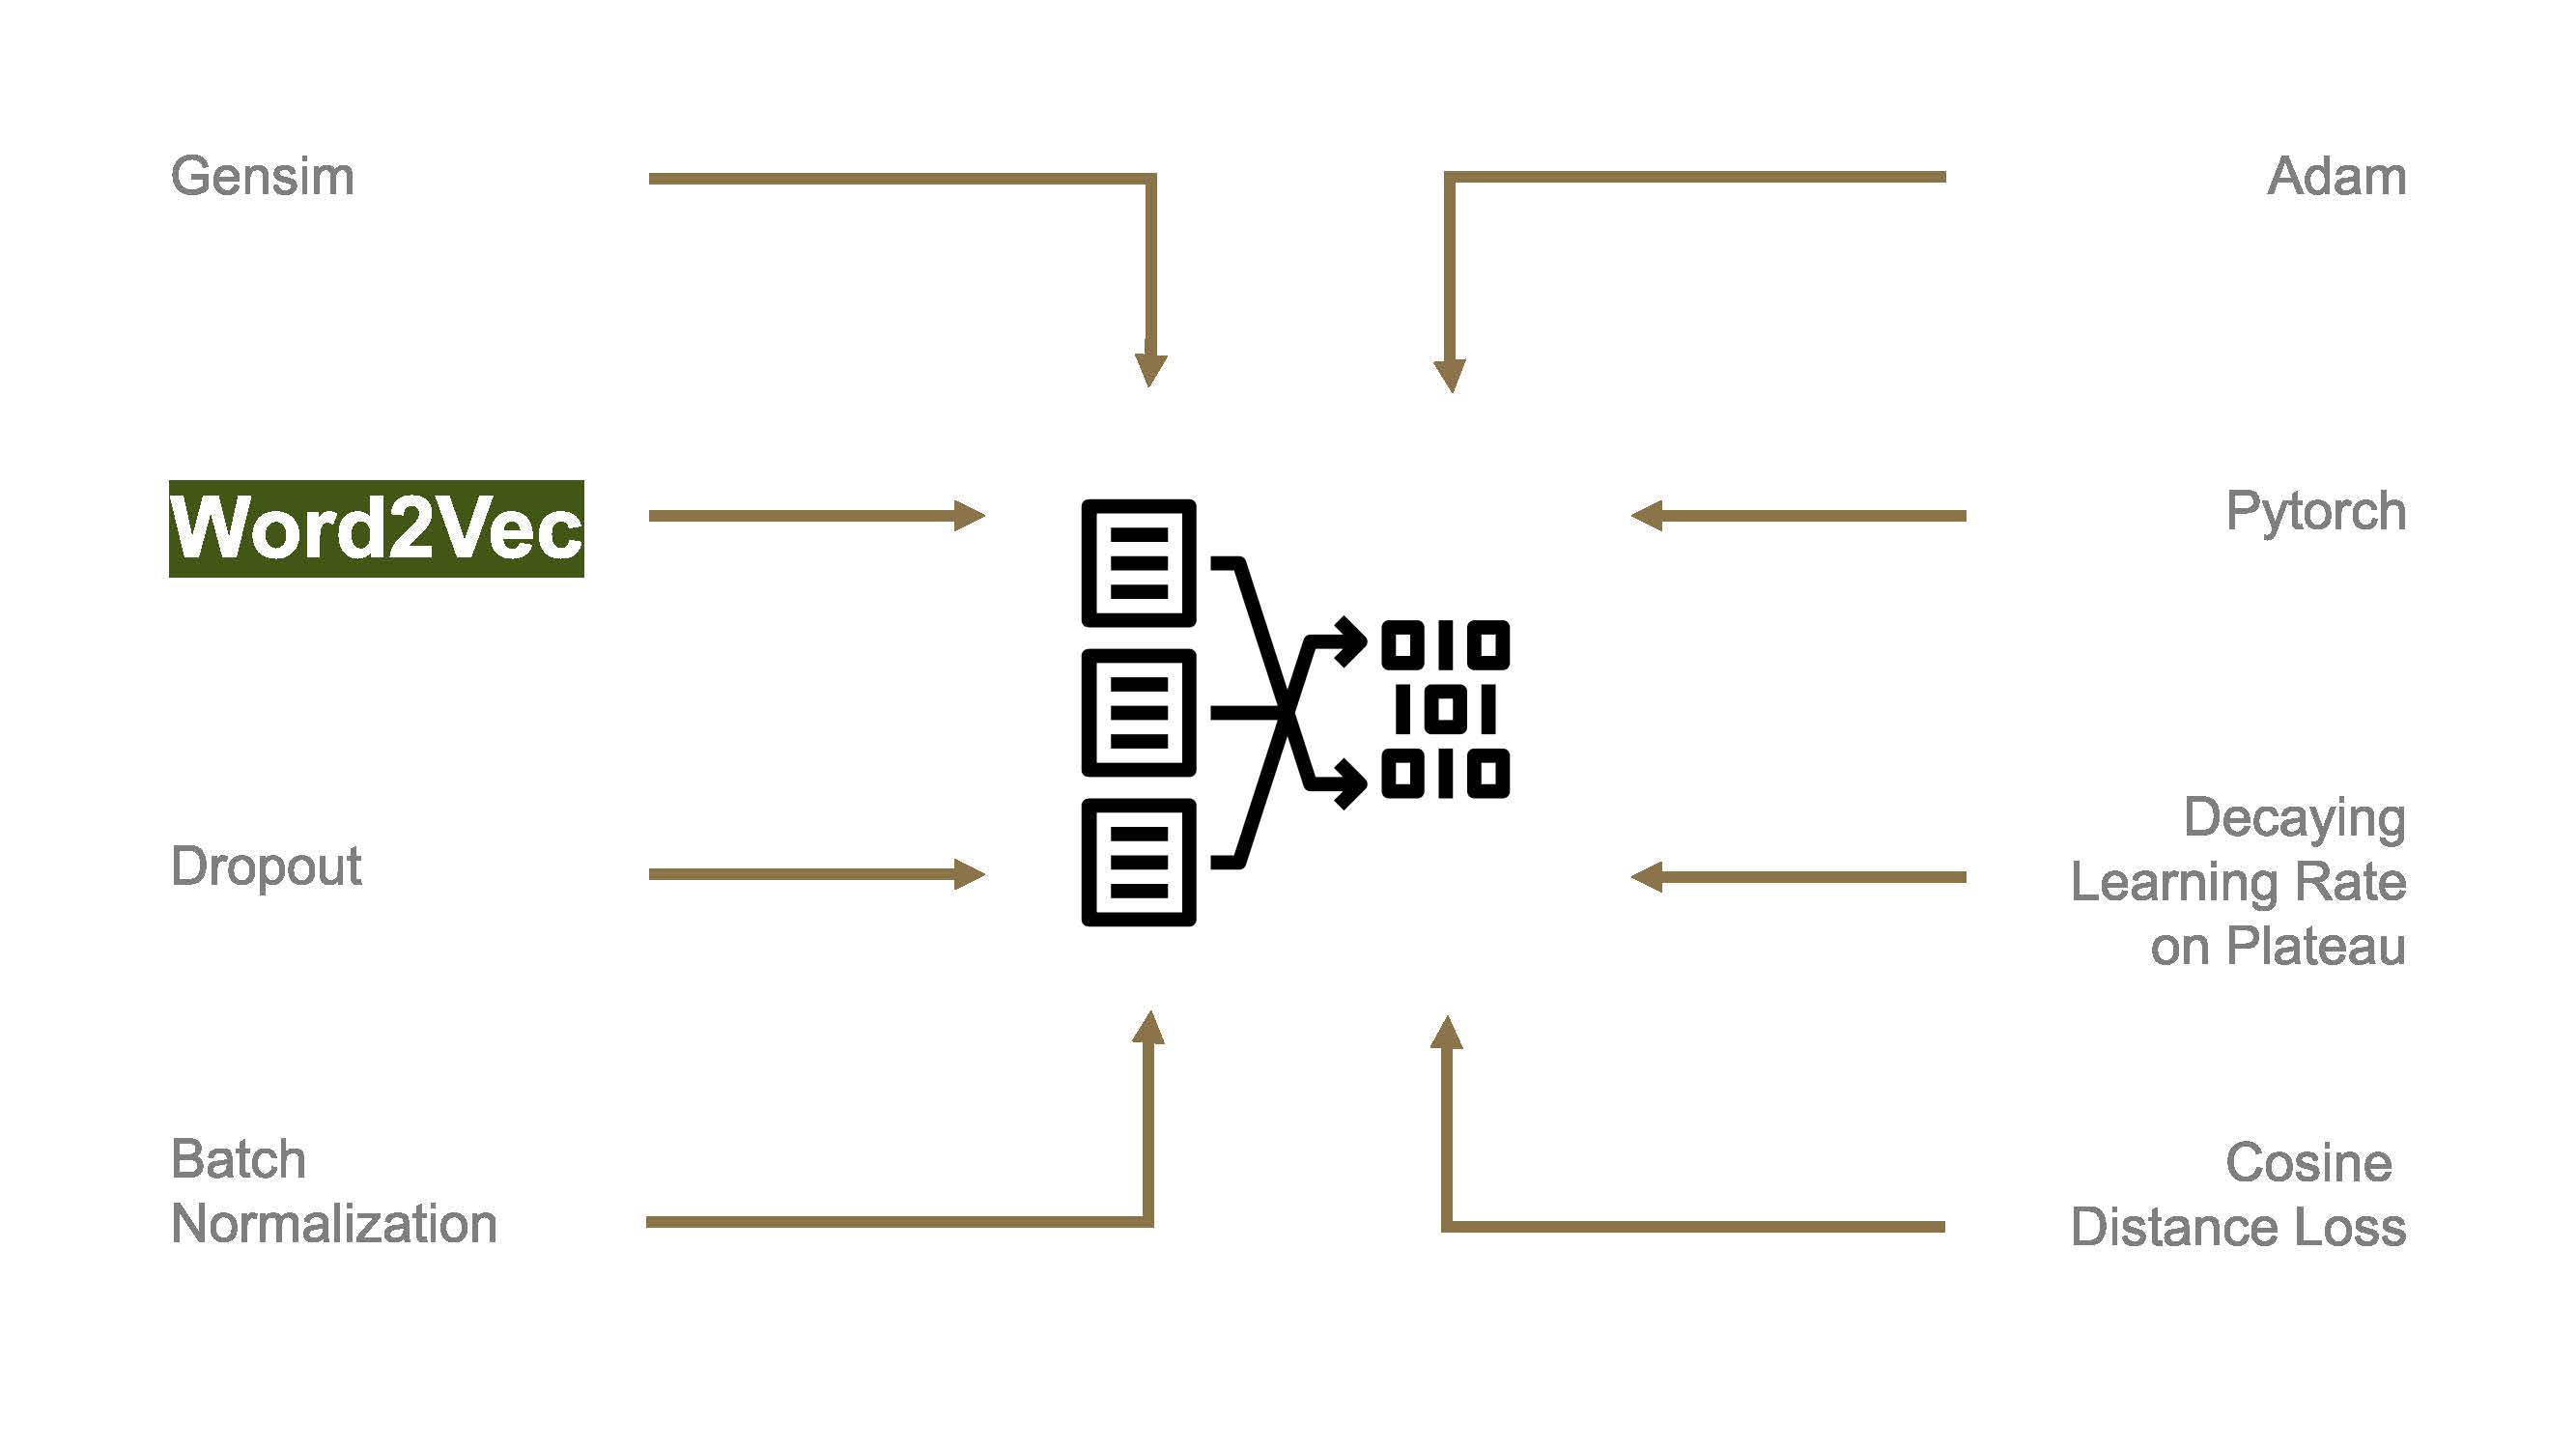 Gensim
Adam
Word2Vec
Pytorch
Dropout
Decaying
Learning Rate
on Plateau
Batch
Normalization
Cosine
Distance Loss
010
101
010